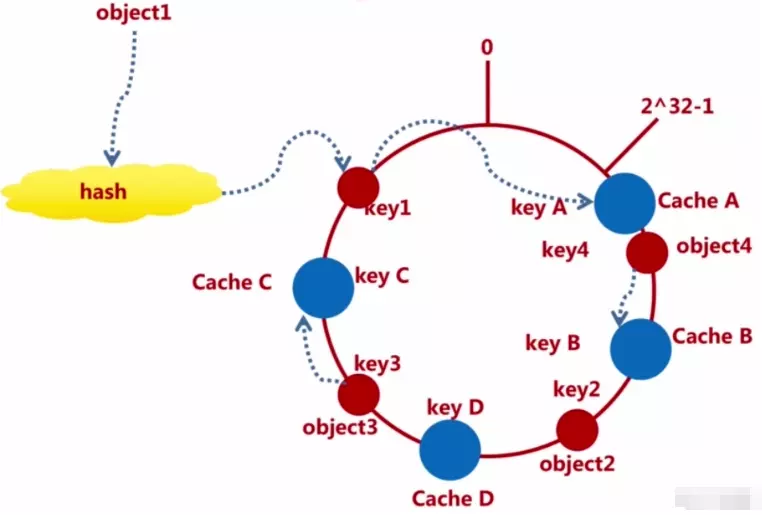 object1
0
2^32-1
hash
key1
key A
Cache A
key4
object4
Cache C
key C
key B
Cache B
key3
key2
object3
key D
object2
Cache D